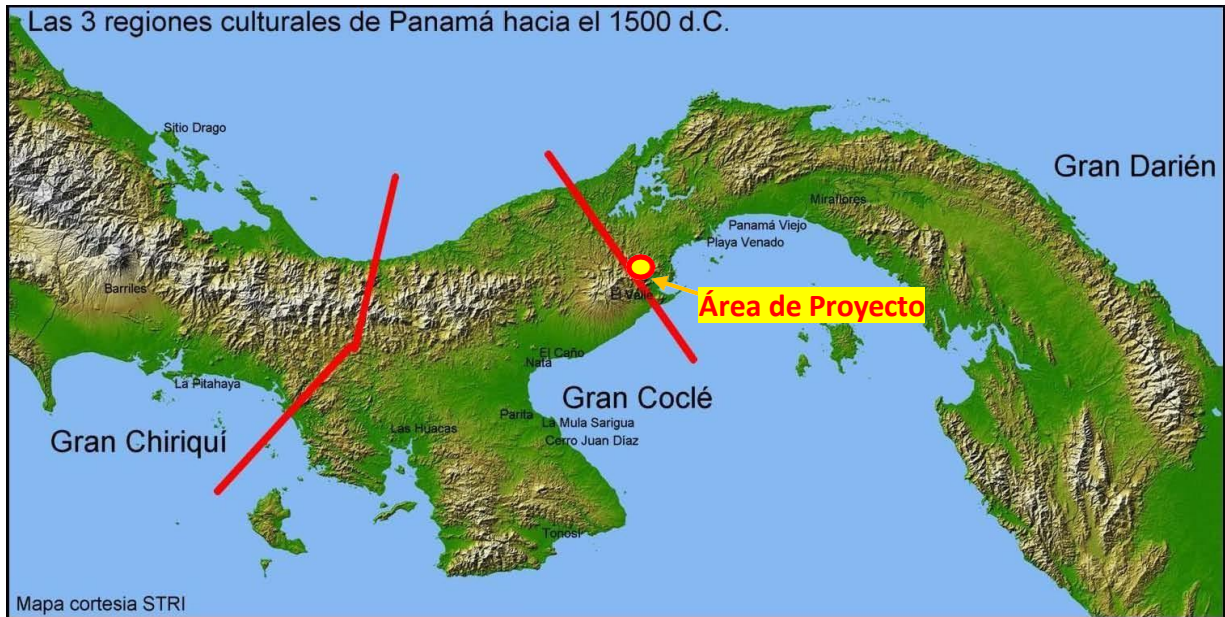 Las 3 regiones culturales de Panamá hacia el 1500 d.C.
Sitio Drago
Gran Darién
Miraflores
Panamá Viejo
Playa Venado
Barriles
El Valle
Área de Proyecto
El Caño
Natá
La Pitahaya
Gran Coclé
Parita
La Mula Sarigua
Las Huacas
Gran Chiriquí
Cerro Juan Díaz
Tonosí
Mapa cortesia STRI